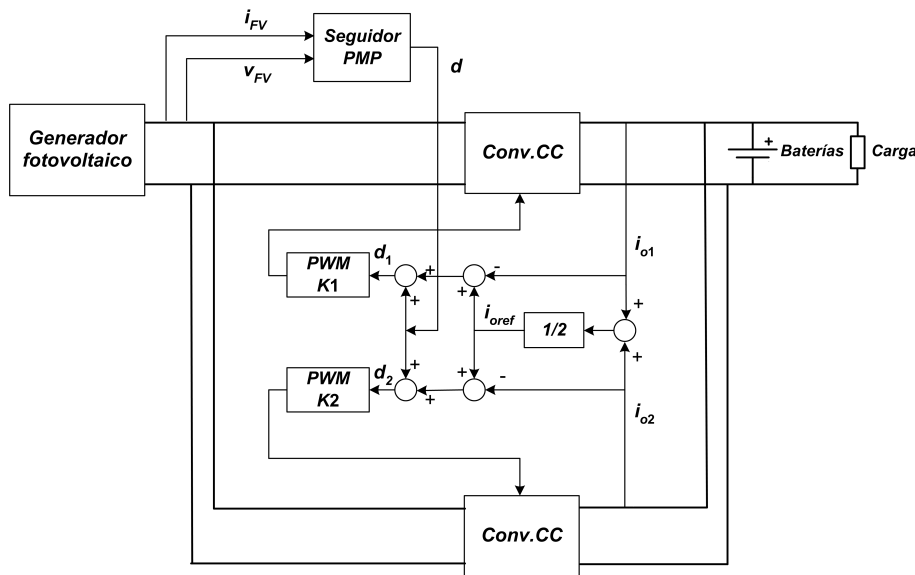 i_FV
Seguidor
PMP
v_FV
d
Generador
fotovoltaico
Conv.CC
+
Baterías
Carga
i_o1
PWM
K1
d_1
+
-
+
+
+
i_oref
1/2
+
+
+
PWM
K2
d_2
+
-
i_o2
Conv.CC